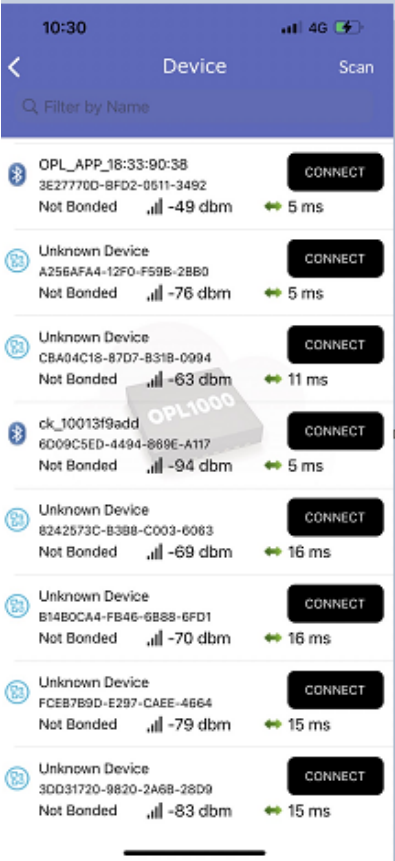 10:30
4G
Device
Scan
Filter by Name
OPL_APP_18:33:90:38
3E27770D-BFD2-0511-3492
Not Bonded -49 dbm 5 ms
CONNECT
Unknown Device
A256AFA4-12F0-F59B-2BB0
Not Bonded -76 dbm 5 ms
CONNECT
Unknown Device
CBA04C18-87D7-B31B-0994
Not Bonded -63 dbm 11 ms
CONNECT
OPL1000
ck_10013f9add
6D09C5ED-4494-869E-A117
Not Bonded -94 dbm 5 ms
CONNECT
Unknown Device
8242573C-B3B8-C003-6063
Not Bonded -69 dbm 16 ms
CONNECT
Unknown Device
B14B0CA4-FB46-6B88-6FD1
Not Bonded -70 dbm 16 ms
CONNECT
Unknown Device
FCEB7B9D-E297-CAEE-4664
Not Bonded -79 dbm 15 ms
CONNECT
Unknown Device
3DD31720-9820-2A6B-28D9
Not Bonded -83 dbm 15 ms
CONNECT